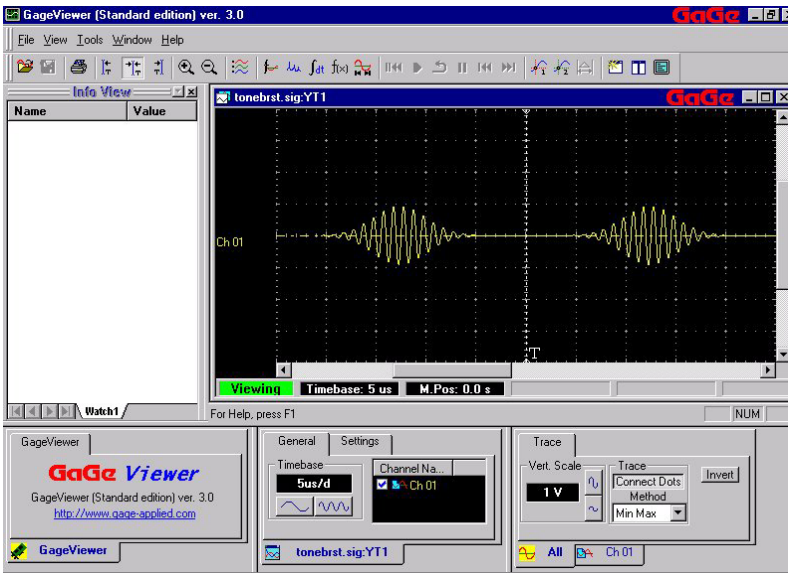 GageViewer (Standard edition) ver. 3.0
GaGe
File View Tools Window Help
Info View
Name Value
Watch1
tonebrst.sig:YT1
GaGe
Ch 01
T
Viewing Timebase: 5 us M.Pos: 0.0 s
For Help, press F1
NUM
GageViewer
GaGe Viewer
GageViewer (Standard edition) ver. 3.0
http://www.gage-applied.com
GageViewer
General Settings
Timebase
5us/d
Channel Na...
Ch 01
tonebrst.sig:YT1
Trace
Vert. Scale
1 V
Trace
Connect Dots
Method
Min Max
Invert
All Ch 01